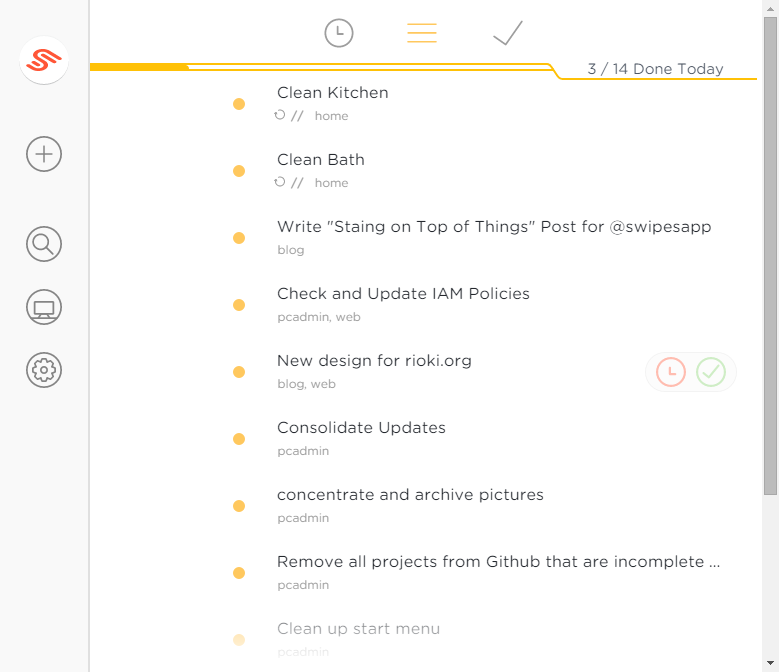 3 / 14 Done Today
Clean Kitchen
// home
Clean Bath
// home
Write "Staing on Top of Things" Post for @swipesapp
blog
Check and Update IAM Policies
pcadmin, web
New design for rioki.org
blog, web
Consolidate Updates
pcadmin
concentrate and archive pictures
pcadmin
Remove all projects from Github that are incomplete ...
pcadmin
Clean up start menu
pcadmin